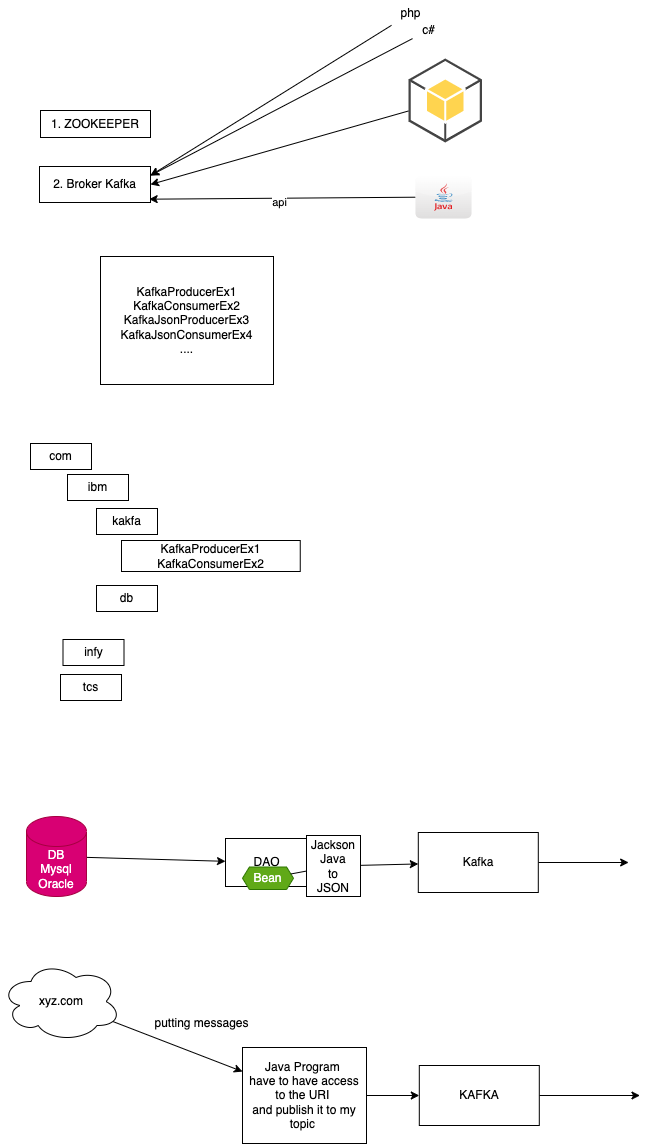 php
c#
1. ZOOKEEPER
2. Broker Kafka
api
Java
KafkaProducerEx1
KafkaConsumerEx2
KafkaJsonProducerEx3
KafkaJsonConsumerEx4
....
com
ibm
kakfa
KafkaProducerEx1
KafkaConsumerEx2
db
infy
tcs
DB
Mysql
Oracle
DAO
Bean
Jackson
Java
to
JSON
Kafka
xyz.com
putting messages
Java Program
have to have access
to the URI
and publish it to my
topic
KAFKA